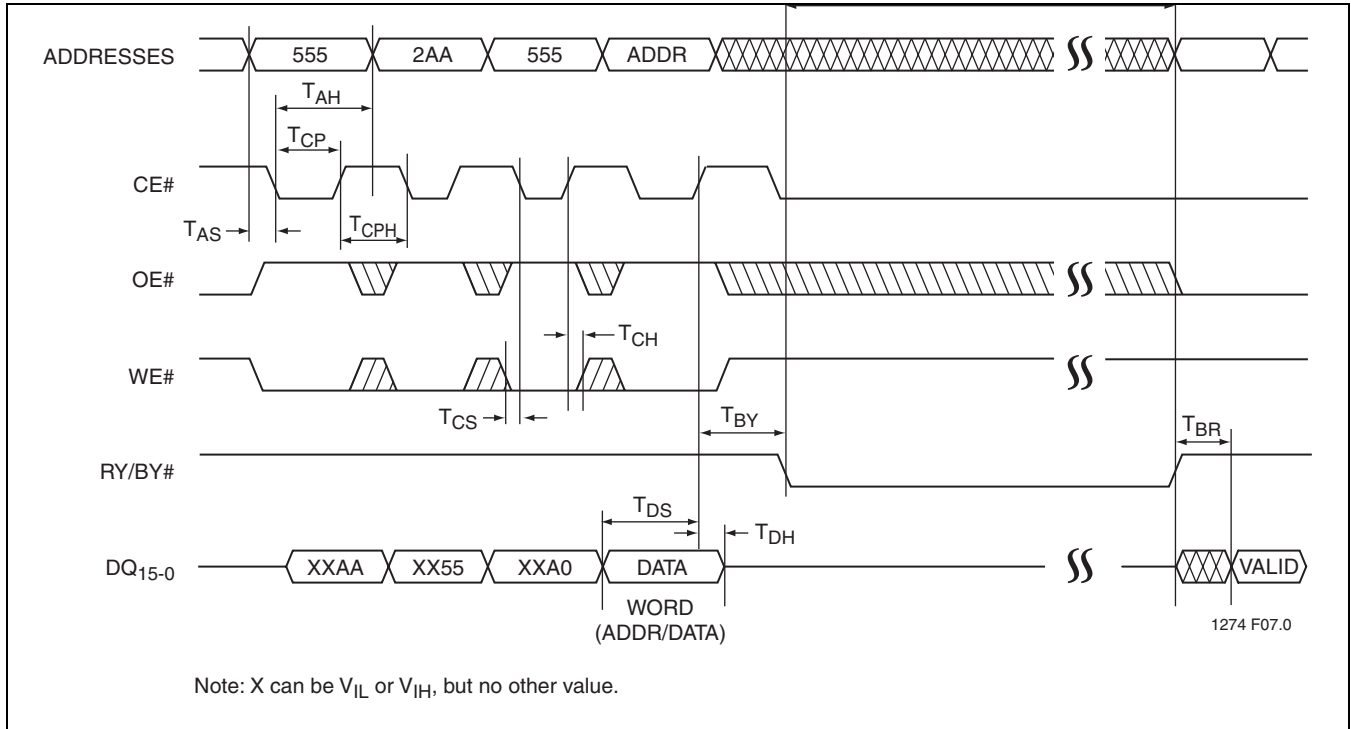 ADDRESSES 555 2AA 555 ADDR
TAH
TCP
CE#
TAS TCPH
OE#
TCH
WE#
TCS TBY TBR
RY/BY#
TDS TDH
DQ15-0 XXAA XX55 XXA0 DATA VALID
WORD
(ADDR/DATA)
1274 F07.0
Note: X can be VIL or VIH, but no other value.